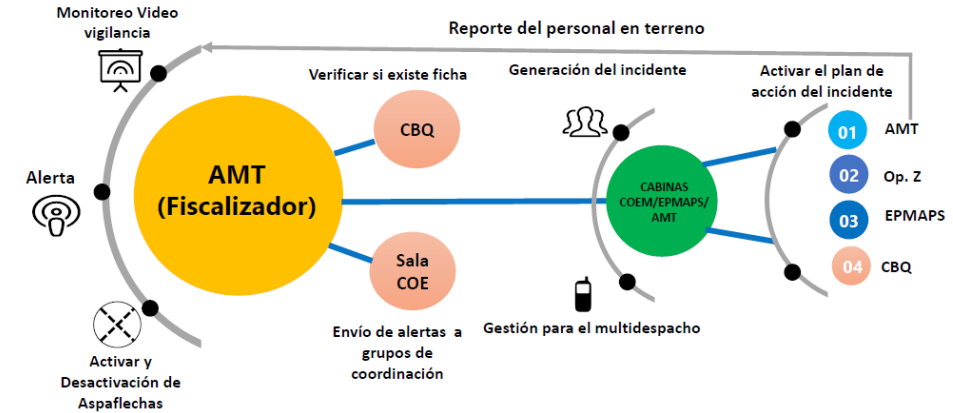 Monitoreo Video
vigilancia
Reporte del personal en terreno
Verificar si existe ficha
Generación del incidente
Activar el plan de
acción del incidente
CBQ
01 AMT
Alerta
AMT
(Fiscalizador)
CABINAS
COEM/EPMAPS/
AMT
02 Op. Z
03 EPMAPS
Sala
COE
04 CBQ
Envío de alertas a
grupos de
coordinación
Gestión para el multidespacho
Activar y
Desactivación de
Aspaflechas